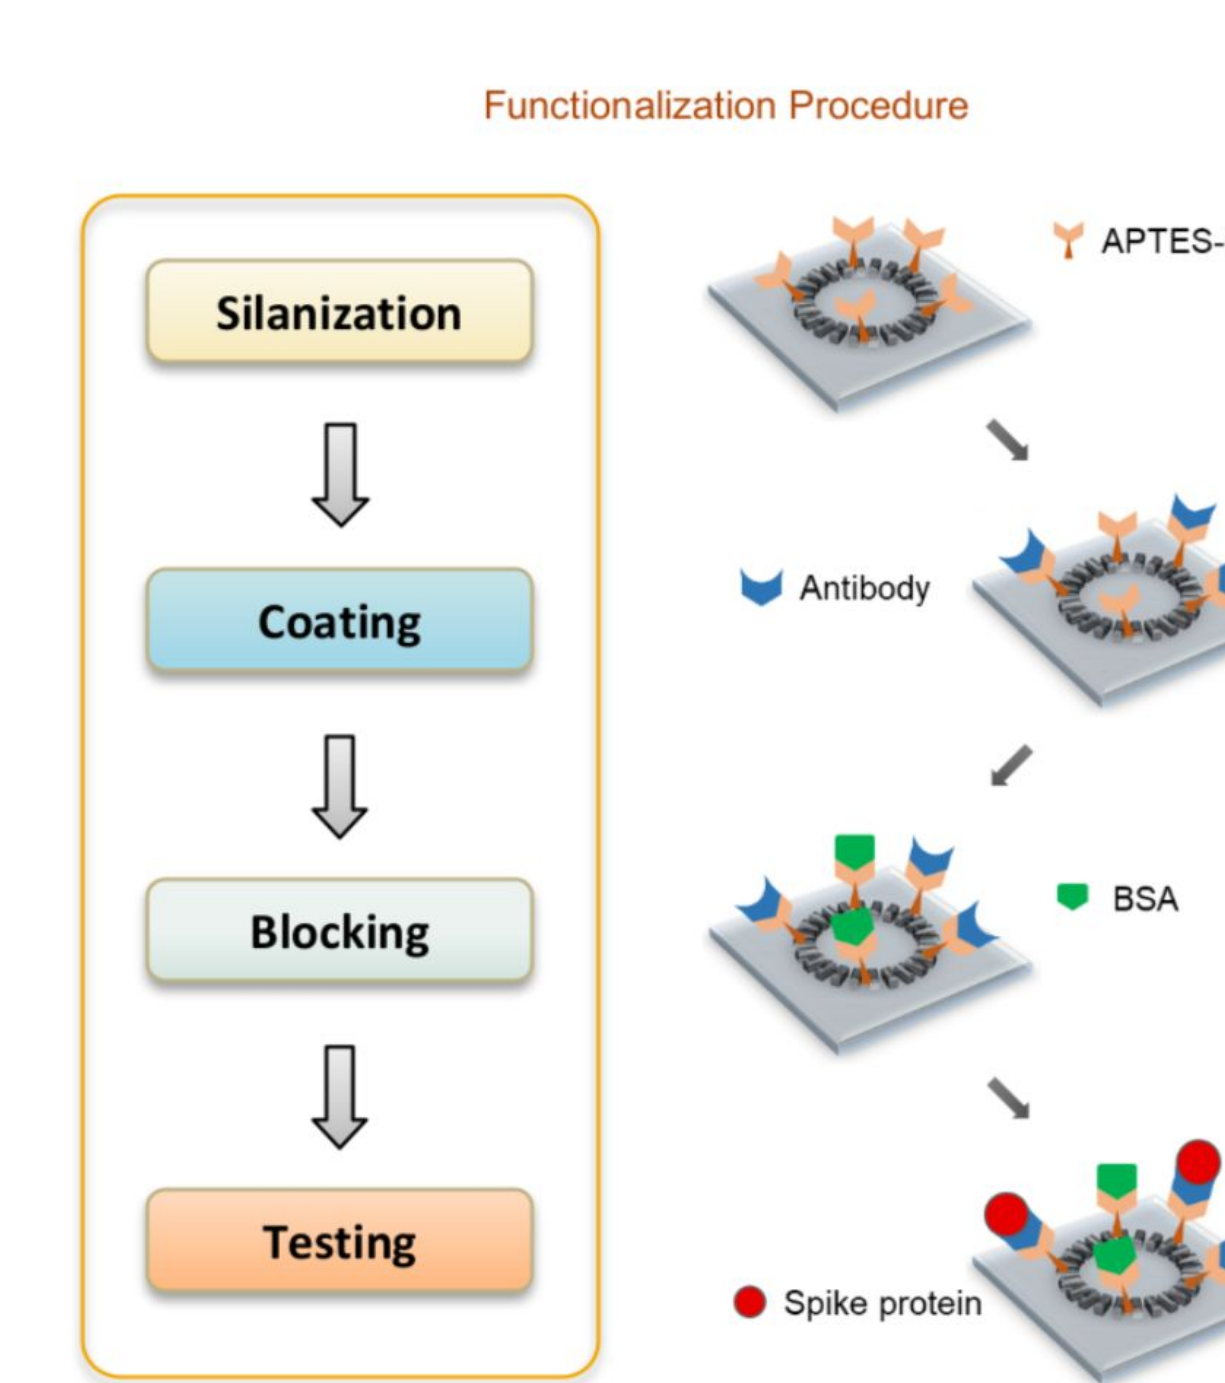 Functionalization Procedure
Silanization
APTES-
Coating
Antibody
Blocking
BSA
Testing
Spike protein